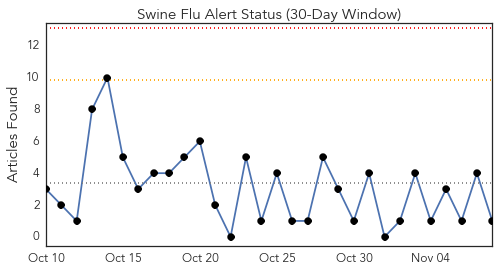 Swine Flu Alert Status (30-Day Window)
Articles Found
12
10
8
6
4
2
0
Oct 10 Oct 15 Oct 20 Oct 25 Oct 30 Nov 04